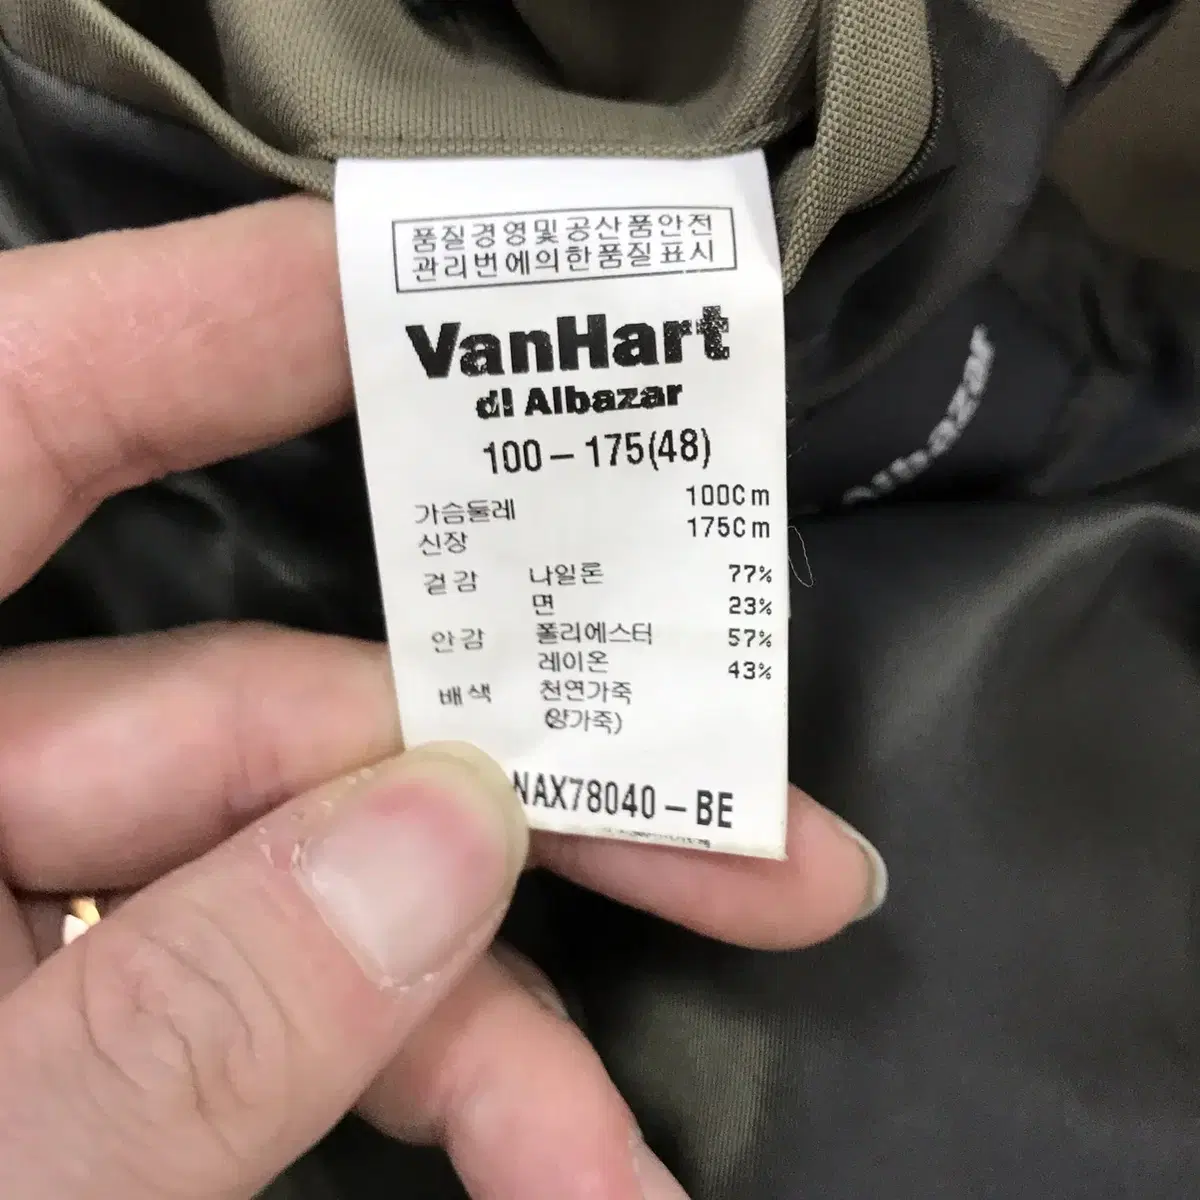 품질경영및공산품안전
관리번에의한품질표시
VanHart
di Albazar
100-175(48)
가슴둘레 100Cm
신장 175Cm
겉감 나일론 77%
면 23%
안감 폴리에스터 57%
레이온 43%
배색 천연가죽
(양가죽)
NAX78040-BE
Albazar